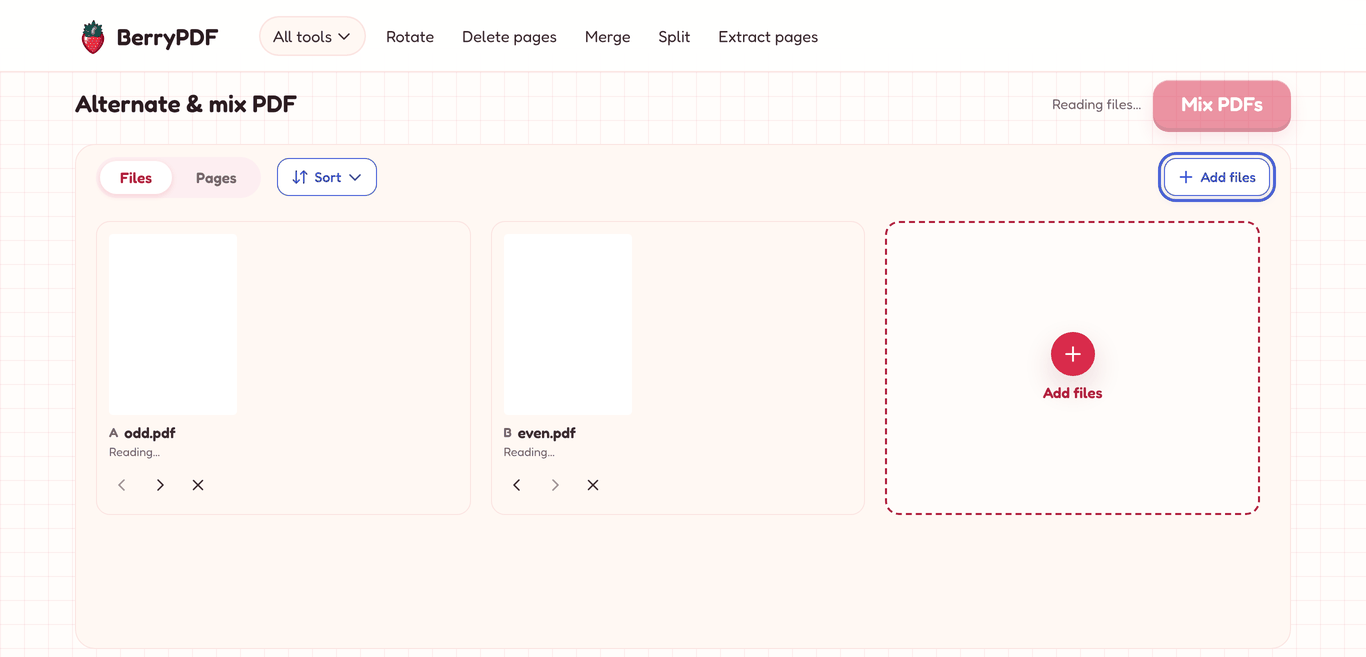 BerryPDF
All tools
Rotate
Delete pages
Merge
Split
Extract pages
Alternate & mix PDF
Reading files...
Mix PDFs
Files
Pages
Sort
Add files
A odd.pdf
Reading...
B even.pdf
Reading...
Add files